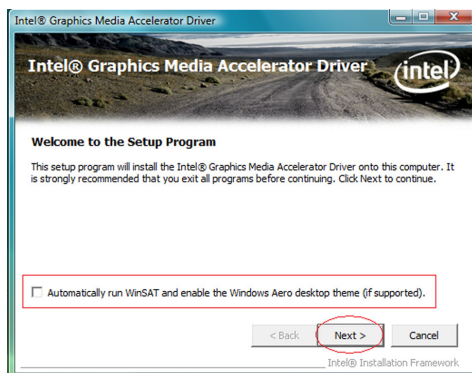 Intel® Graphics Media Accelerator Driver
Intel® Graphics Media Accelerator Driver
intel
Welcome to the Setup Program
This setup program will install the Intel® Graphics Media Accelerator Driver onto this computer. It
is strongly recommended that you exit all programs before continuing. Click Next to continue.
Automatically run WinSAT and enable the Windows Aero desktop theme (if supported).
< Back Next > Cancel
Intel® Installation Framework